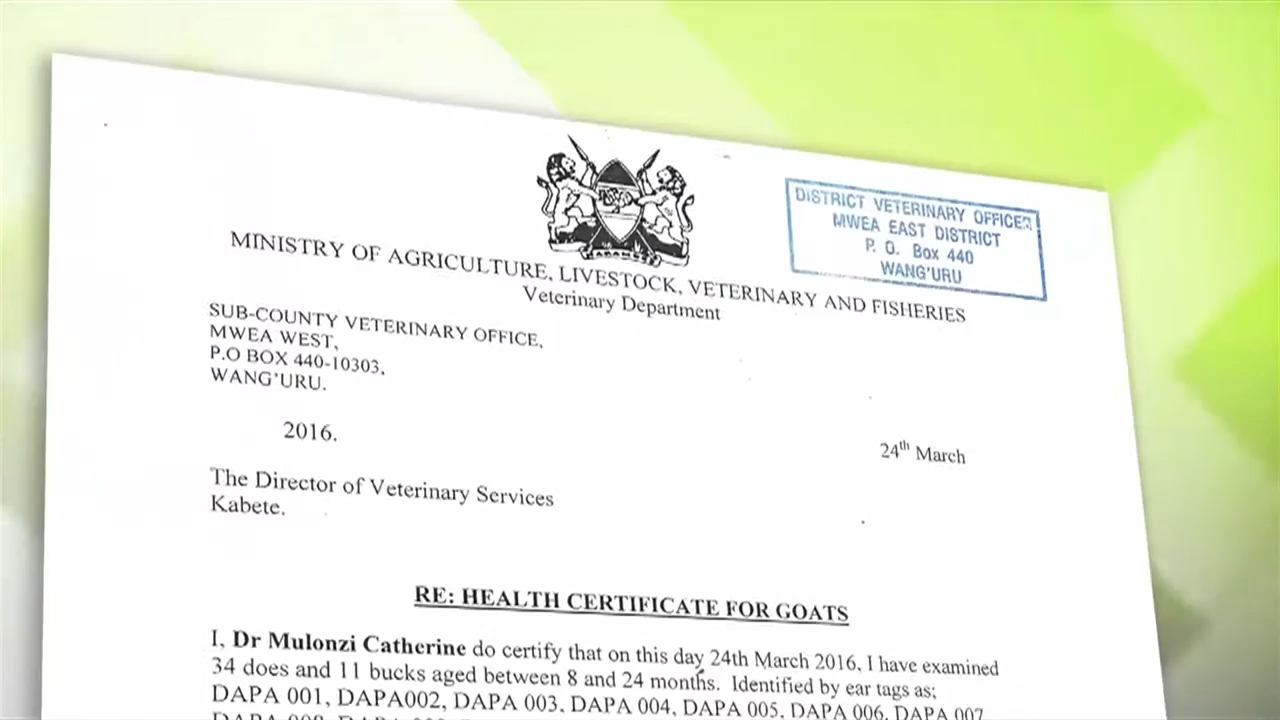 DISTRICT VETERINARY OFFICER
MWEA EAST DISTRICT
P. O. Box 440
WANG'URU
MINISTRY OF AGRICULTURE, LIVESTOCK, VETERINARY AND FISHERIES
Veterinary Department
SUB-COUNTY VETERINARY OFFICE,
MWEA WEST,
P.O BOX 440-10303,
WANG'URU.
24th March
2016.
The Director of Veterinary Services
Kabete.
RE: HEALTH CERTIFICATE FOR GOATS
I, Dr Mulonzi Catherine do certify that on this day 24th March 2016, I have examined
34 does and 11 bucks aged between 8 and 24 months. Identified by ear tags as;
DAPA 001, DAPA002, DAPA 003, DAPA 004, DAPA 005, DAPA 006, DAPA 007